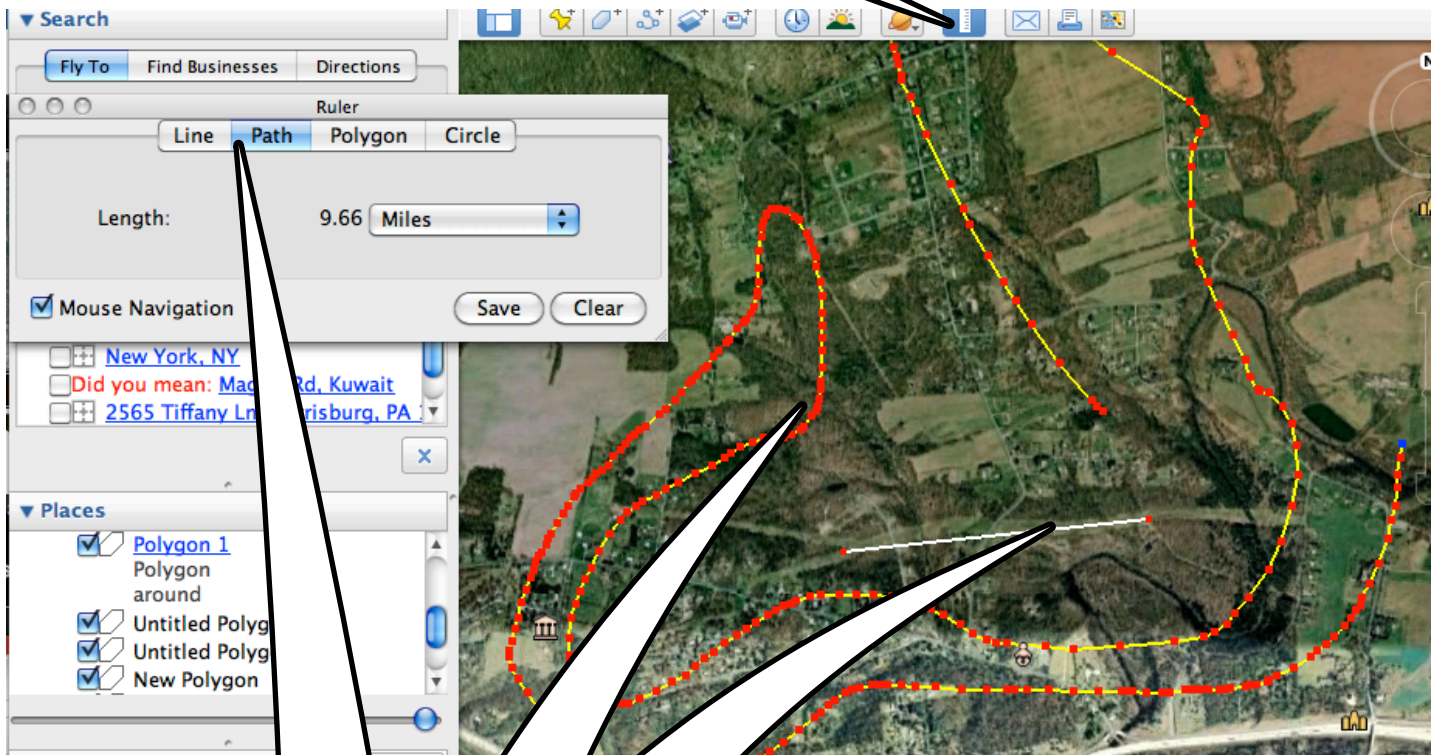 ▼ Search
Fly To Find Businesses Directions
Ruler
Line Path Polygon Circle
Length: 9.66 Miles
Mouse Navigation Save Clear
New York, NY
Did you mean: Rd, Kuwait
2565 Tiffany Ln PA
▼ Places
Polygon 1
Polygon
around
Untitled Polyg
Untitled Polyg
New Polygon
N